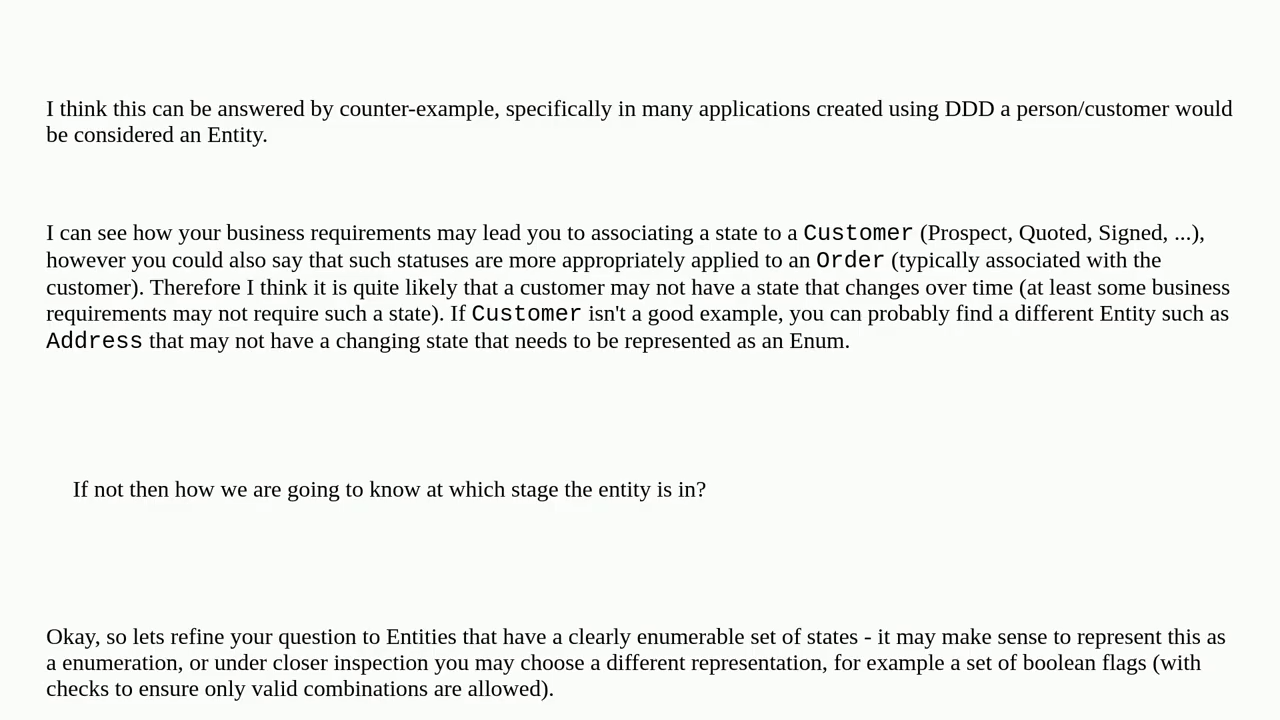 I think this can be answered by counter-example, specifically in many applications created using DDD a person/customer would
be considered an Entity.
I can see how your business requirements may lead you to associating a state to a Customer (Prospect, Quoted, Signed, ...),
however you could also say that such statuses are more appropriately applied to an Order (typically associated with the
customer). Therefore I think it is quite likely that a customer may not have a state that changes over time (at least some business
requirements may not require such a state). If Customer isn't a good example, you can probably find a different Entity such as
Address that may not have a changing state that needs to be represented as an Enum.
If not then how we are going to know at which stage the entity is in?
Okay, so lets refine your question to Entities that have a clearly enumerable set of states - it may make sense to represent this as
a enumeration, or under closer inspection you may choose a different representation, for example a set of boolean flags (with
checks to ensure only valid combinations are allowed).